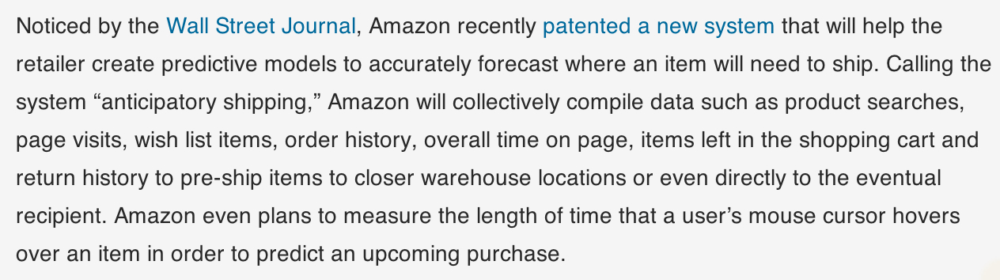 Noticed by the Wall Street Journal, Amazon recently patented a new system that will help the
retailer create predictive models to accurately forecast where an item will need to ship. Calling the
system “anticipatory shipping,” Amazon will collectively compile data such as product searches,
page visits, wish list items, order history, overall time on page, items left in the shopping cart and
return history to pre-ship items to closer warehouse locations or even directly to the eventual
recipient. Amazon even plans to measure the length of time that a user’s mouse cursor hovers
over an item in order to predict an upcoming purchase.